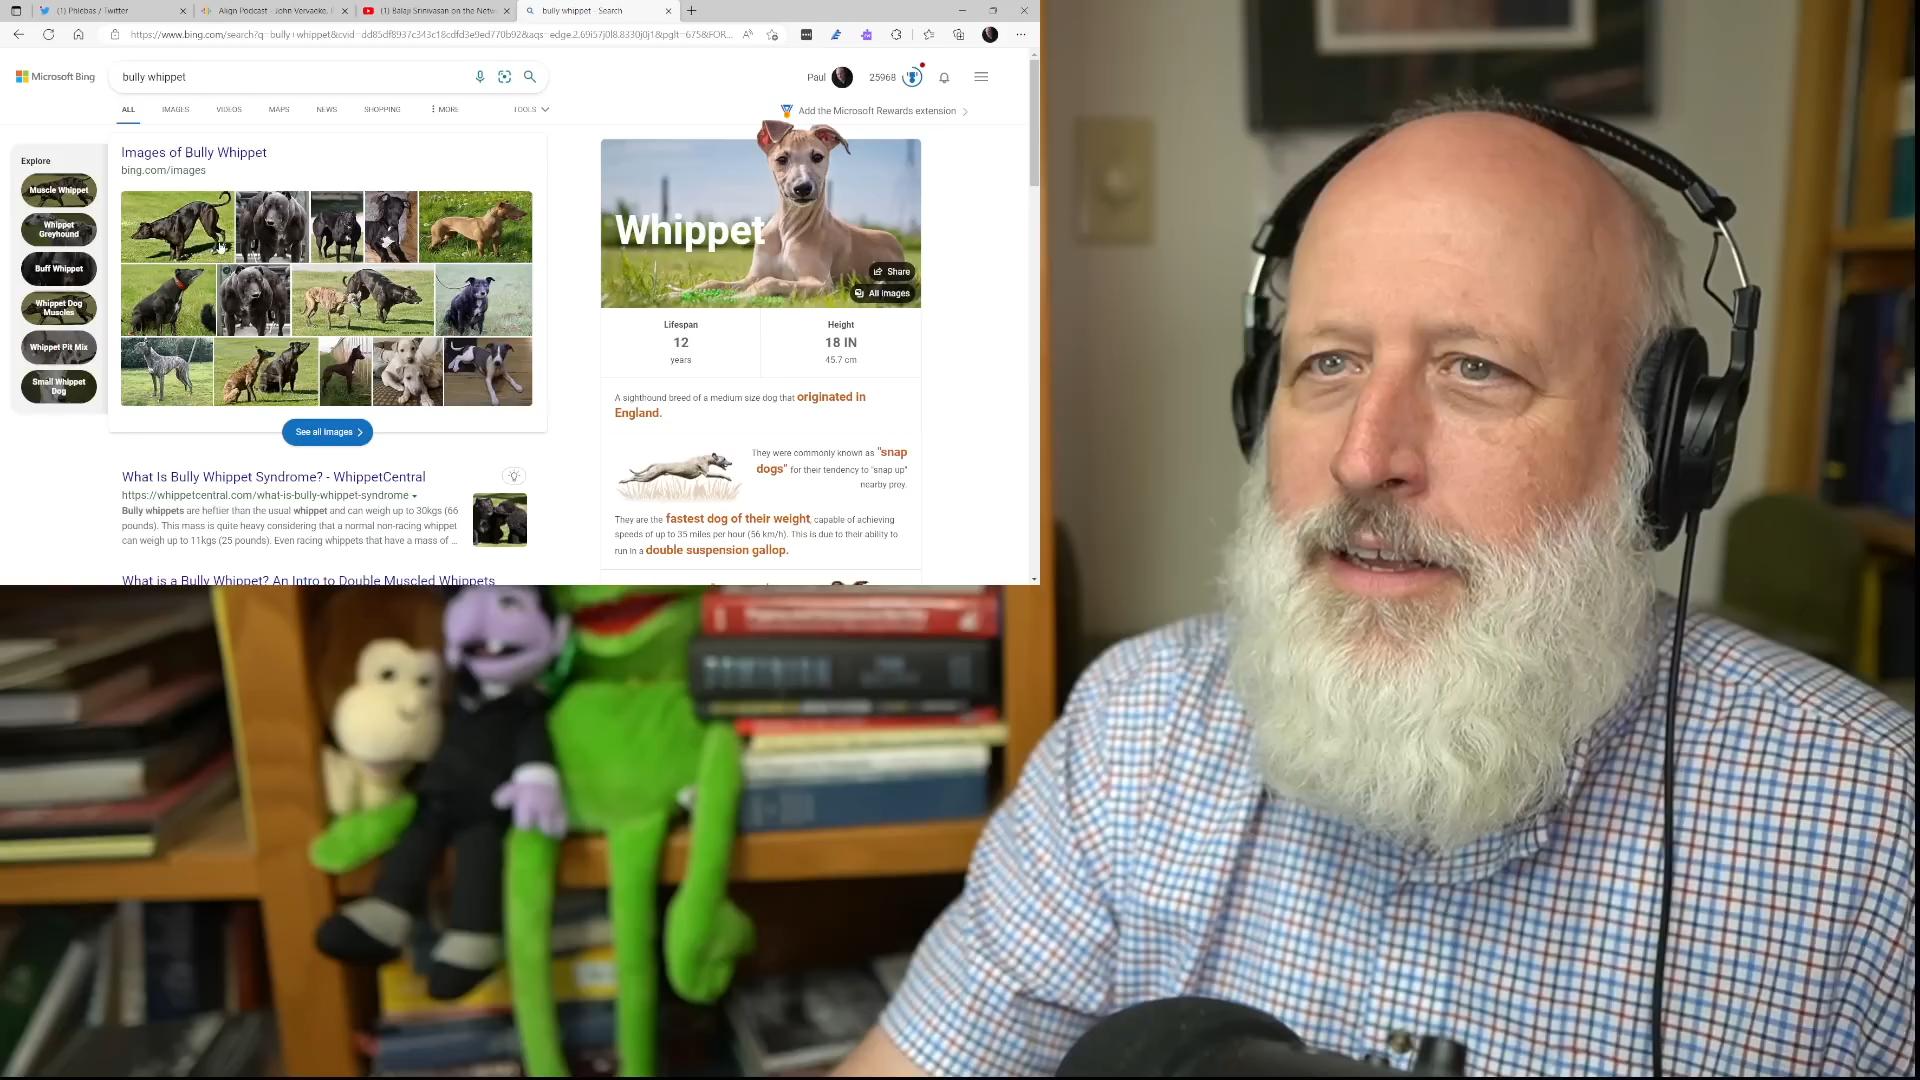 (1) Phlebas / Twitter
Align Podcast - John Vervaeke,
(1) Balaji Srinivasan on the Netw
bully whippet - Search
Microsoft Bing
bully whippet
Paul
25968
ALL
IMAGES
VIDEOS
MAPS
NEWS
SHOPPING
MORE
TOOLS
Add the Microsoft Rewards extension
Explore
Muscle Whippet
Whippet
Greyhound
Buff Whippet
Whippet Dog
Muscles
Whippet Pit Mix
Small Whippet
Dog
Images of Bully Whippet
bing.com/images
See all images
What Is Bully Whippet Syndrome? - WhippetCentral
https://whippetcentral.com/what-is-bully-whippet-syndrome
Bully whippets are heftier than the usual whippet and can weigh up to 30kgs (66
pounds). This mass is quite heavy considering that a normal non-racing whippet
can weigh up to 11kgs (25 pounds). Even racing whippets that have a mass of ...
What is a Bully Whippet? An Intro to Double Muscled Whippets
Whippet
Share
All Images
Lifespan
12
years
Height
18 IN
45.7 cm
A sighthound breed of a medium size dog that originated in
England.
They were commonly known as "snap
dogs" for their tendency to "snap up"
nearby prey.
They are the fastest dog of their weight, capable of achieving
speeds of up to 35 miles per hour (56 km/h). This is due to their ability to
run in a double suspension gallop.